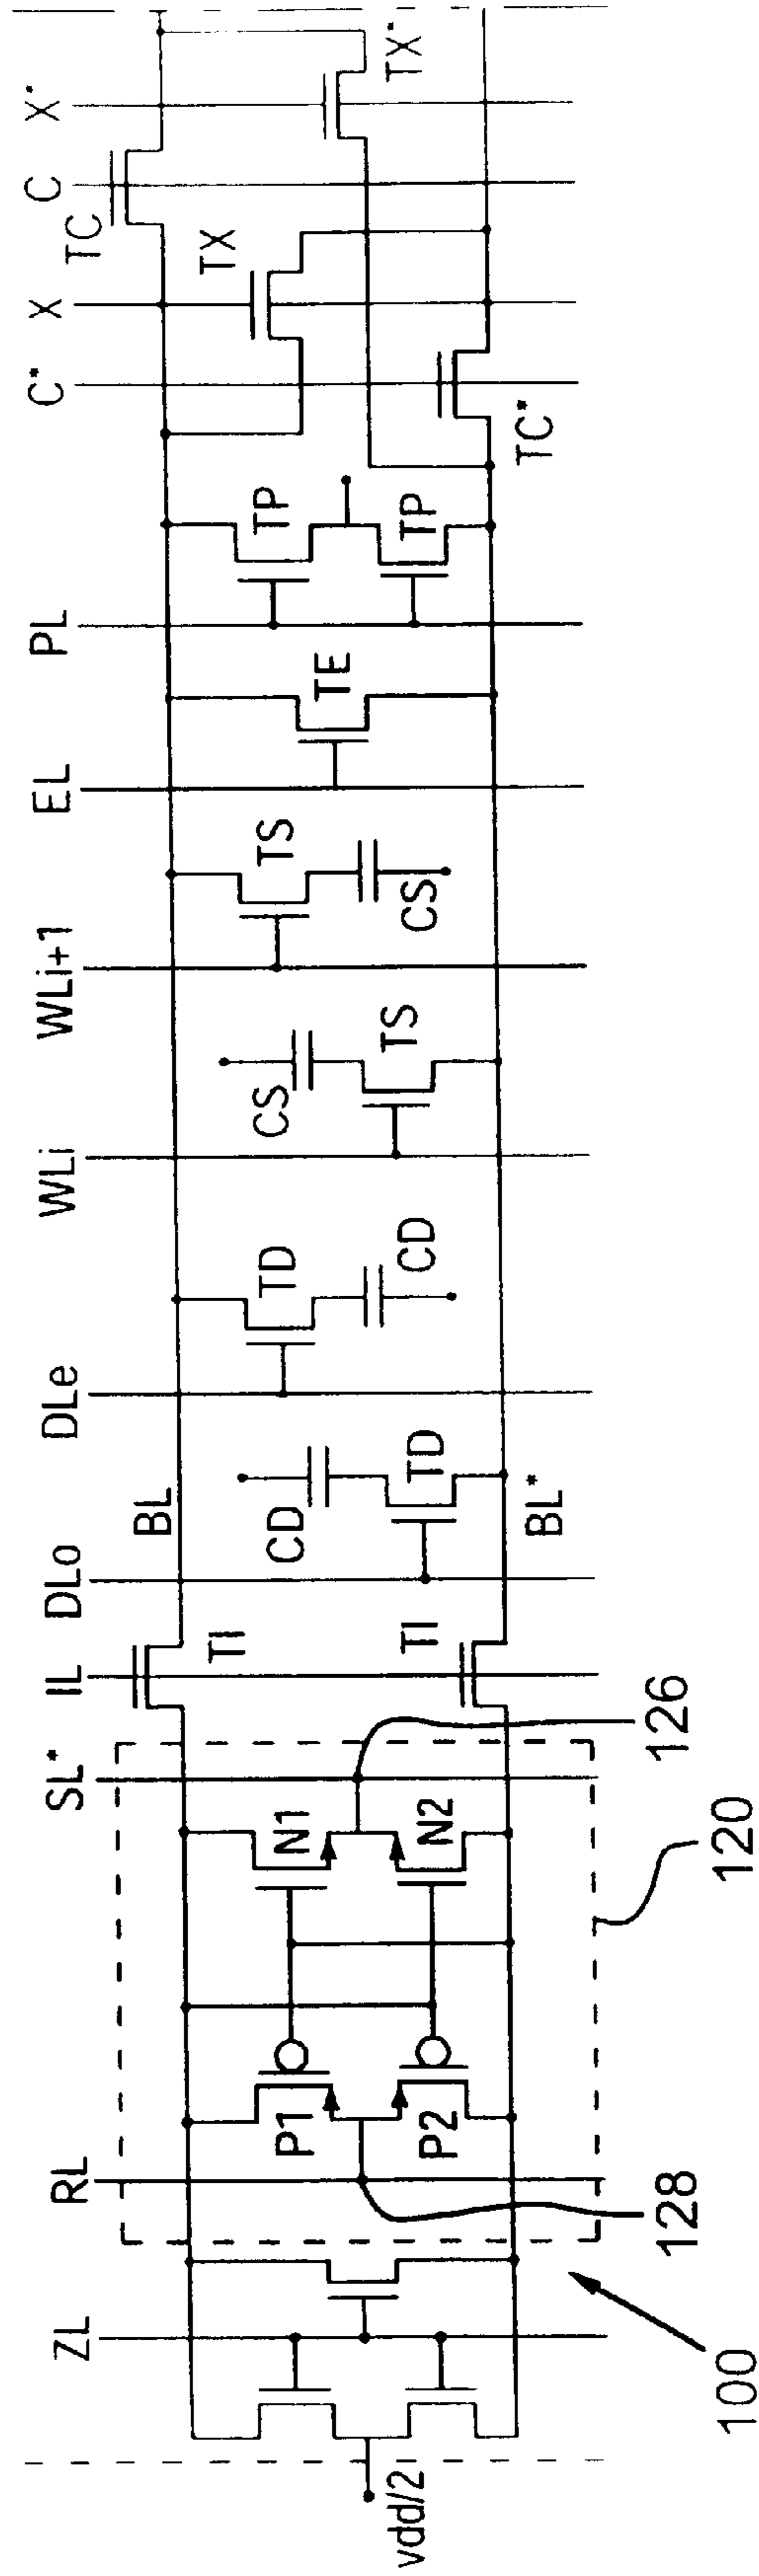 ZL
RL
SL*
IL
DLo
DLe
WLi
WLi+1
EL
PL
C*
X
C
X*
BL
TC
TX
TX*
TI
TI
CD
TD
TD
CD
CS
TS
TS
CS
TE
TP
TP
TC*
BL*
P1
P2
N1
N2
vdd/2
100
128
120
126